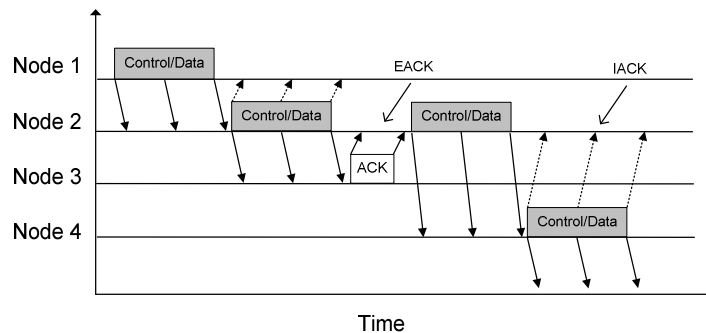 Node 1
Control/Data
EACK
IACK
Node 2
Control/Data
Control/Data
Node 3
ACK
Node 4
Control/Data
Time